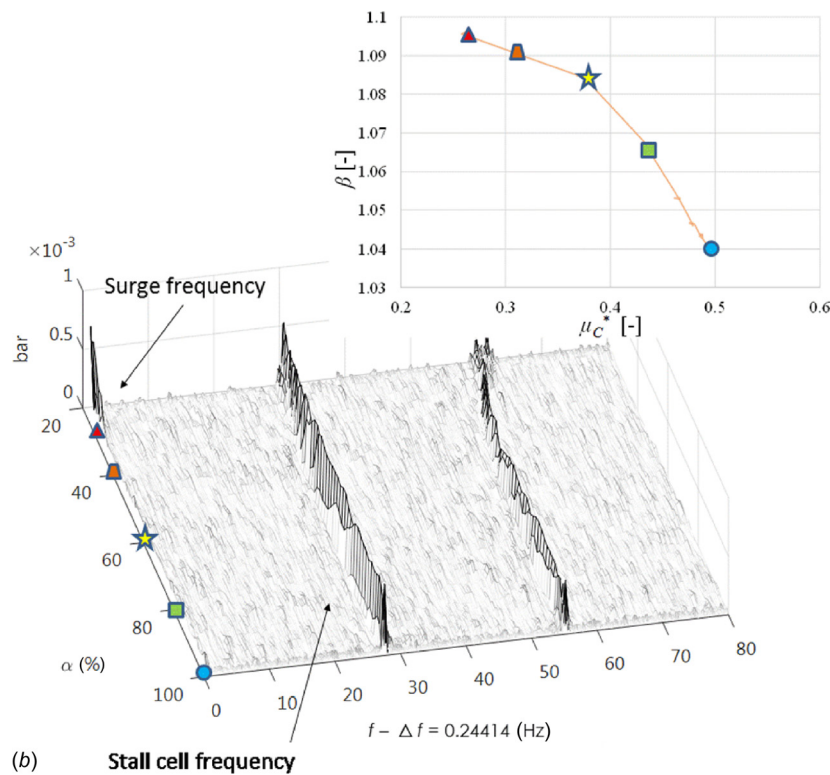 1.1
1.09
1.08
1.07
1.06
1.05
1.04
1.03
β [-]
0.2 0.3 0.4 0.5 0.6
μC* [-]
×10-3
1
0.5
0
bar
Surge frequency
20
40
60
80
100
α (%)
0 10 20 30 40 50 60 70 80
f – Δf = 0.24414 (Hz)
(b) Stall cell frequency